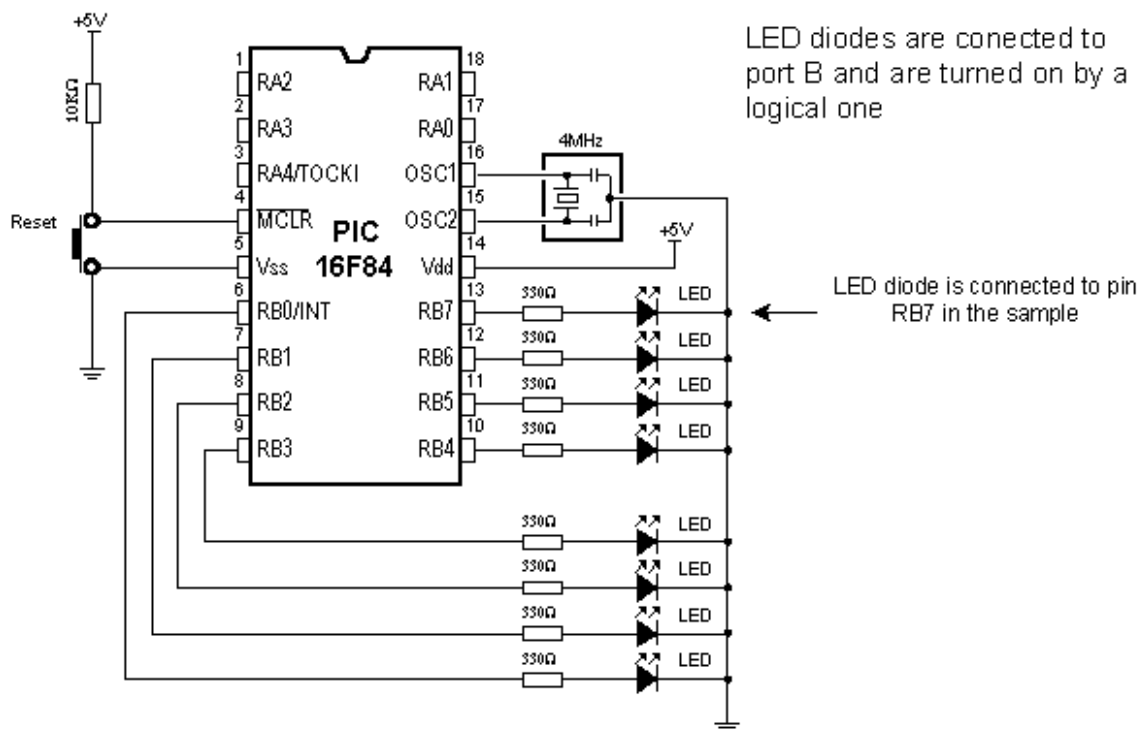 +5V
10KΩ
Reset
LED diodes are conected to
port B and are turned on by a
logical one
1
RA2
2
RA3
3
RA4/TOCKI
4
MCLR
5
Vss
6
RB0/INT
7
RB1
8
RB2
9
RB3
PIC
16F84
18
RA1
17
RA0
16
OSC1
15
OSC2
14
Vdd
13
RB7
12
RB6
11
RB5
10
RB4
4MHz
+5V
330Ω LED
330Ω LED
330Ω LED
330Ω LED
LED diode is connected to pin
RB7 in the sample
330Ω LED
330Ω LED
330Ω LED
330Ω LED